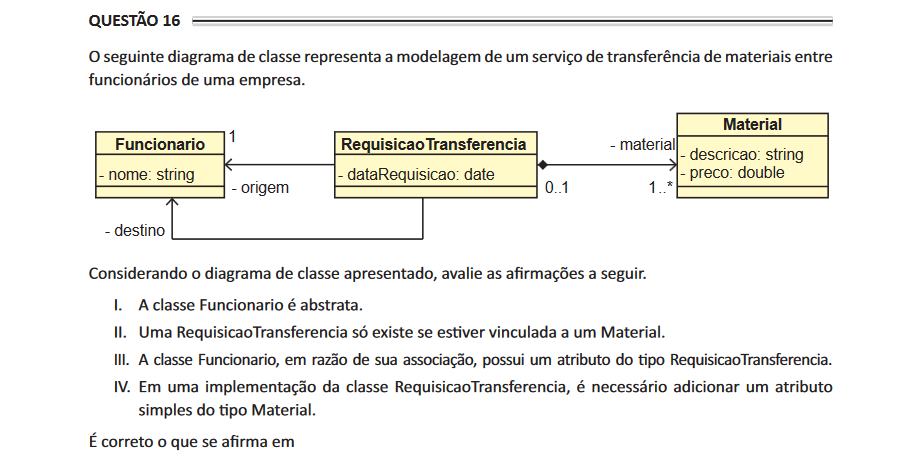 QUESTÃO 16
O seguinte diagrama de classe representa a modelagem de um serviço de transferência de materiais entre
funcionários de uma empresa.
Funcionario
- nome: string
1
- origem
- destino
RequisicaoTransferencia
- dataRequisicao: date
0..1
- material
1..*
Material
- descricao: string
- preco: double
Considerando o diagrama de classe apresentado, avalie as afirmações a seguir.
I. A classe Funcionario é abstrata.
II. Uma RequisicaoTransferencia só existe se estiver vinculada a um Material.
III. A classe Funcionario, em razão de sua associação, possui um atributo do tipo RequisicaoTransferencia.
IV. Em uma implementação da classe RequisicaoTransferencia, é necessário adicionar um atributo
simples do tipo Material.
É correto o que se afirma em